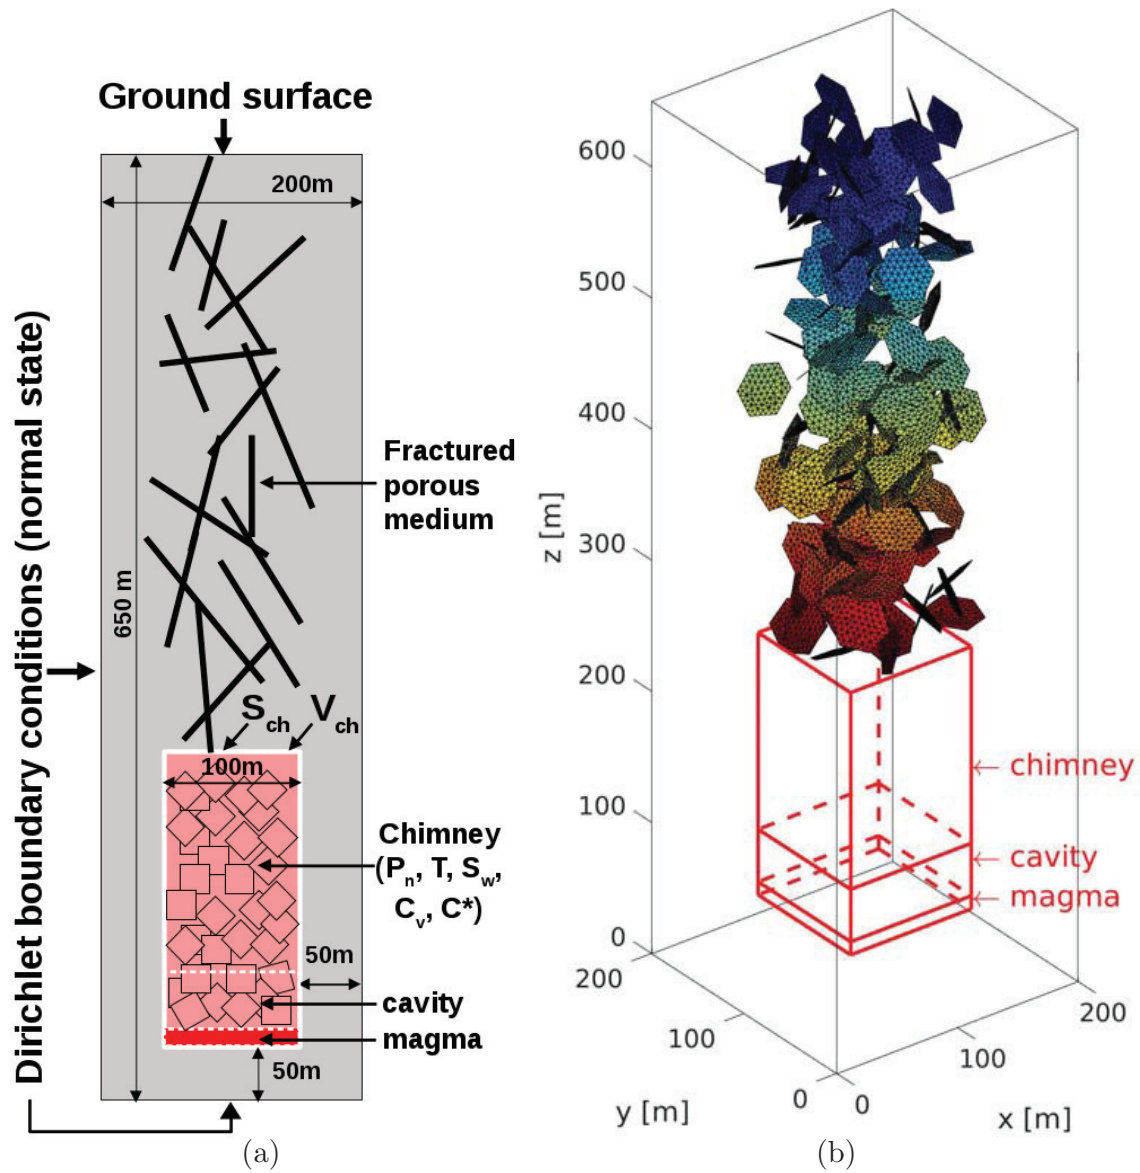 Ground surface
200m
Dirichlet boundary conditions (normal state)
650 m
Fractured
porous
medium
S_ch V_ch
100m
Chimney
(P_n, T, S_w,
C_v, C*)
50m
cavity
magma
50m
(a)
600
500
400
300
200
100
0
z [m]
chimney
cavity
magma
200
100
0
y [m]
0
100
200
x [m]
(b)